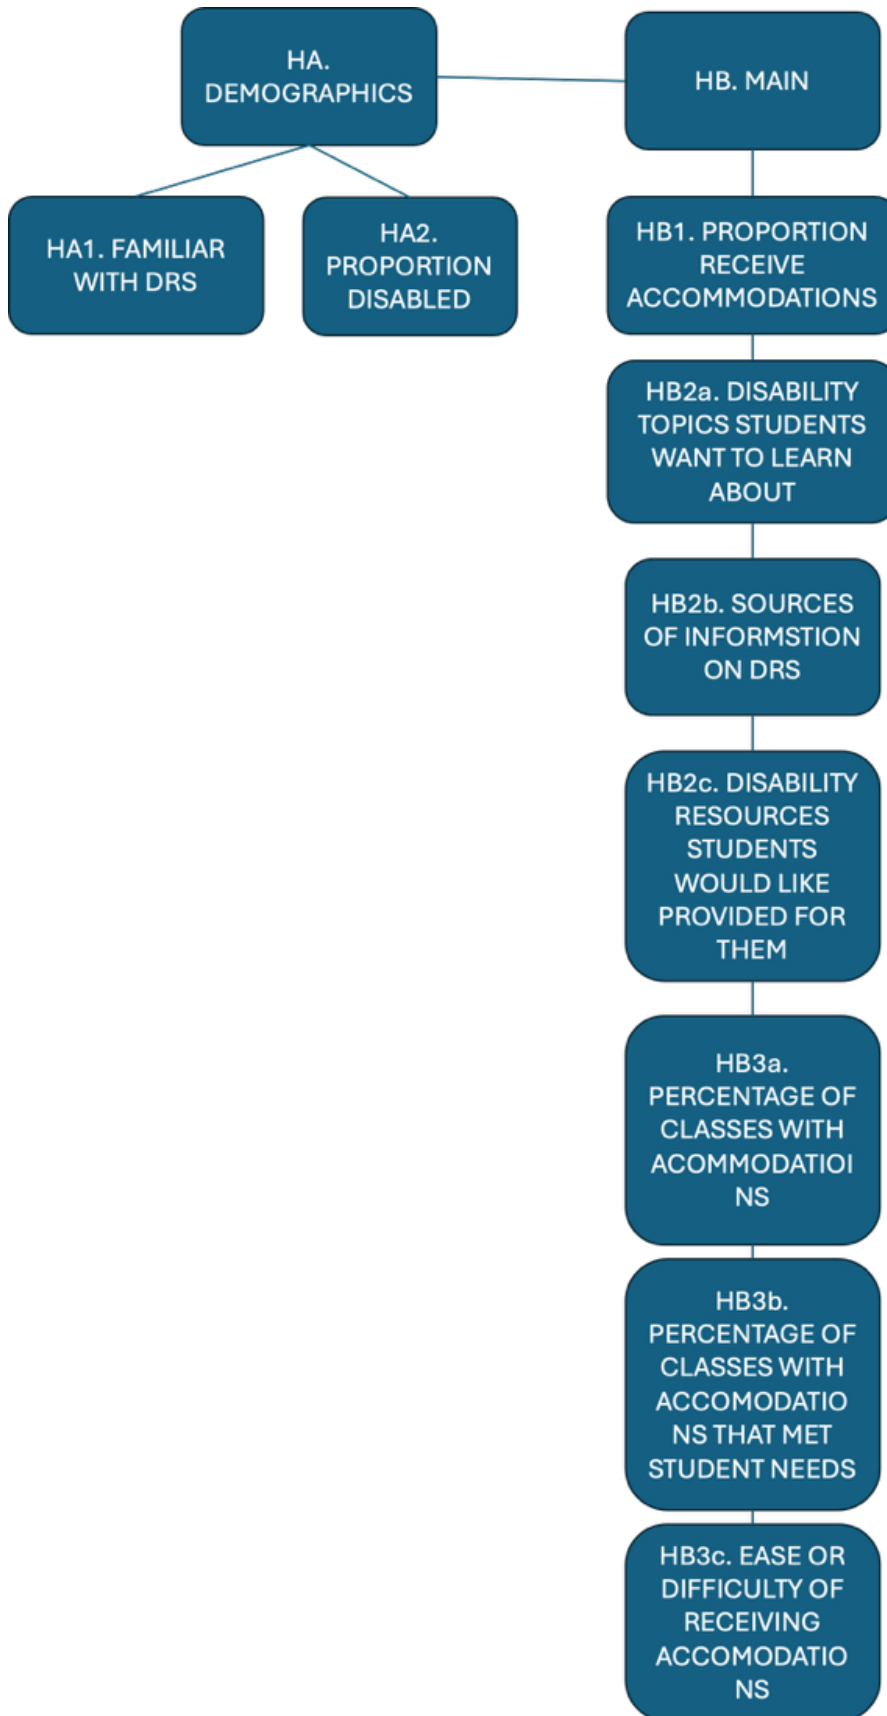 HA.
DEMOGRAPHICS
HB. MAIN
HA1. FAMILIAR
WITH DRS
HA2.
PROPORTION
DISABLED
HB1. PROPORTION
RECEIVE
ACCOMMODATIONS
HB2a. DISABILITY
TOPICS STUDENTS
WANT TO LEARN
ABOUT
HB2b. SOURCES
OF INFORMSTION
ON DRS
HB2c. DISABILITY
RESOURCES
STUDENTS
WOULD LIKE
PROVIDED FOR
THEM
HB3a.
PERCENTAGE OF
CLASSES WITH
ACOMMODATIOI
NS
HB3b.
PERCENTAGE OF
CLASSES WITH
ACCOMODATIO
NS THAT MET
STUDENT NEEDS
HB3c. EASE OR
DIFFICULTY OF
RECEIVING
ACCOMODATIO
NS